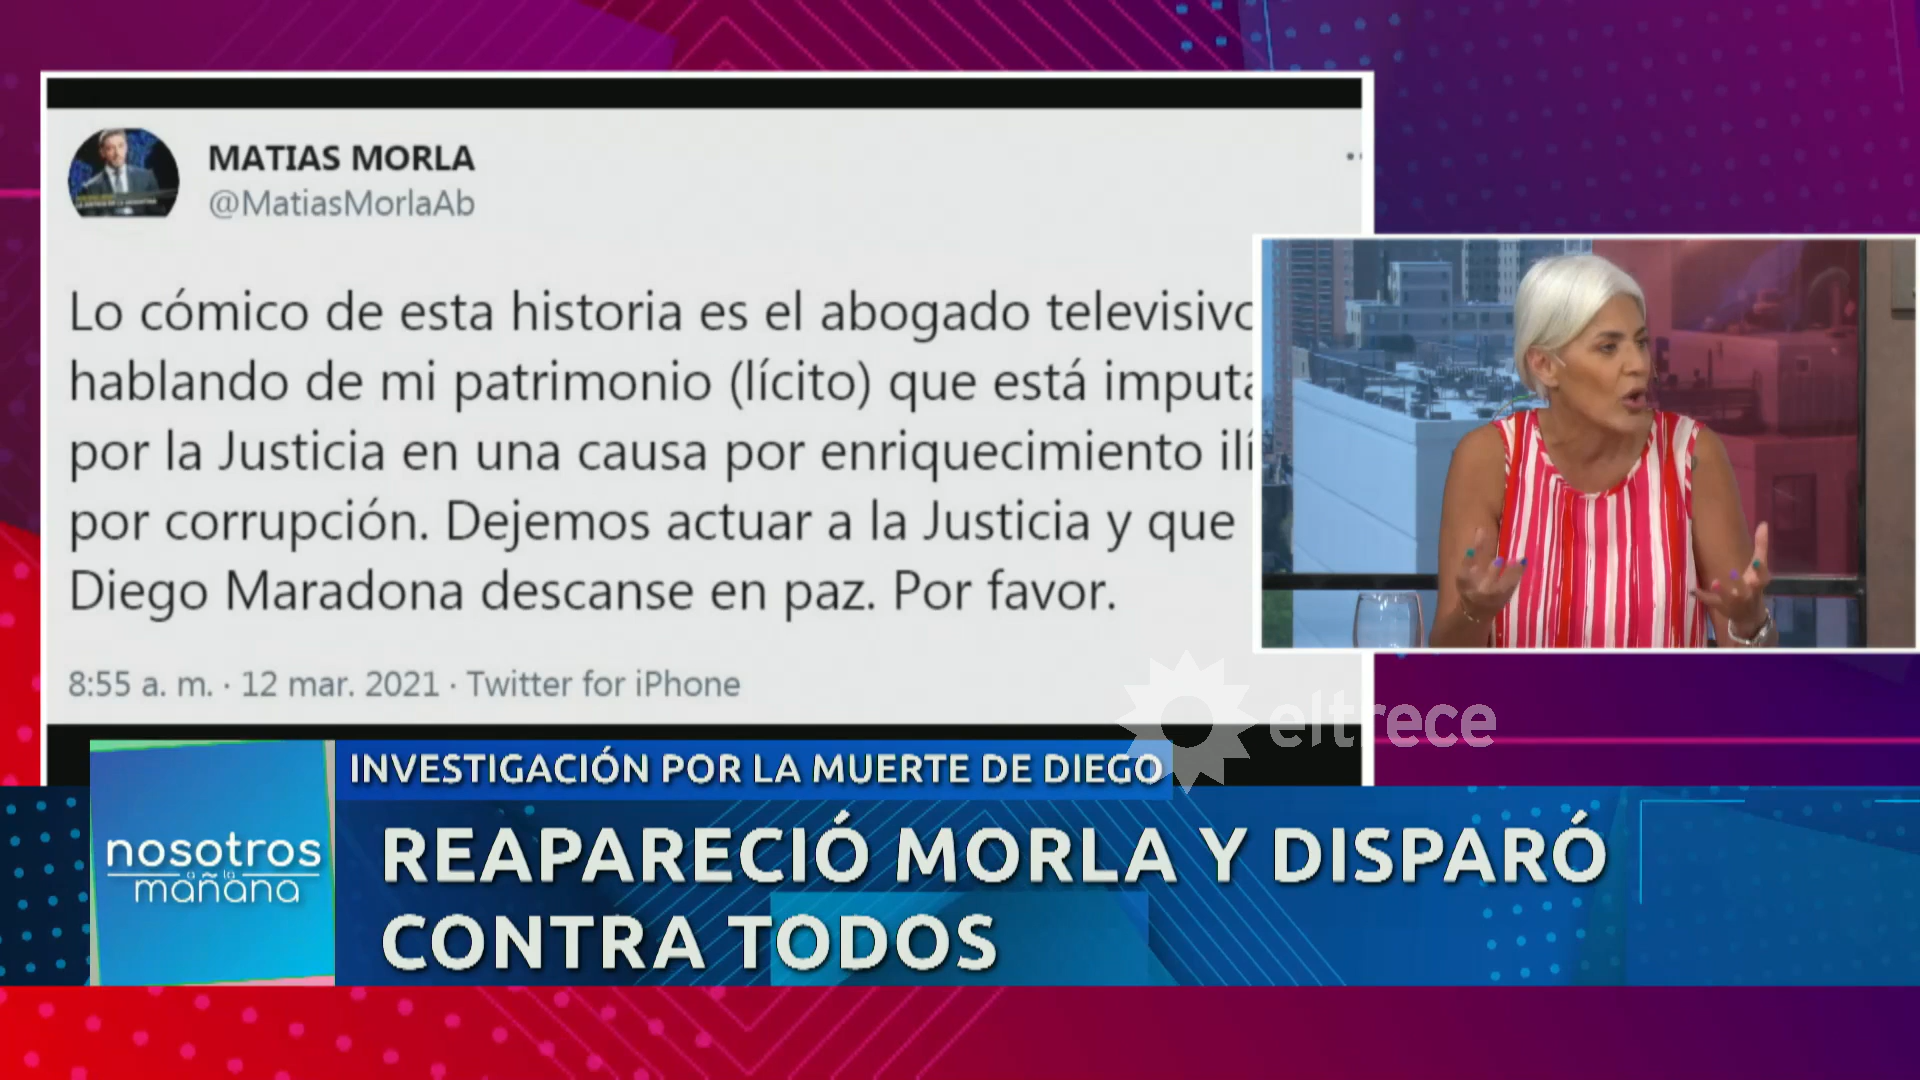 MATIAS MORLA
@MatiasMorlaAb
Lo cómico de esta historia es el abogado televisivo
hablando de mi patrimonio (lícito) que está imputa
por la Justicia en una causa por enriquecimiento ilí
por corrupción. Dejemos actuar a la Justicia y que
Diego Maradona descanse en paz. Por favor.
8:55 a. m. · 12 mar. 2021 · Twitter for iPhone
eltrece
INVESTIGACIÓN POR LA MUERTE DE DIEGO
nosotros
a la
mañana
REAPARECIÓ MORLA Y DISPARÓ
CONTRA TODOS